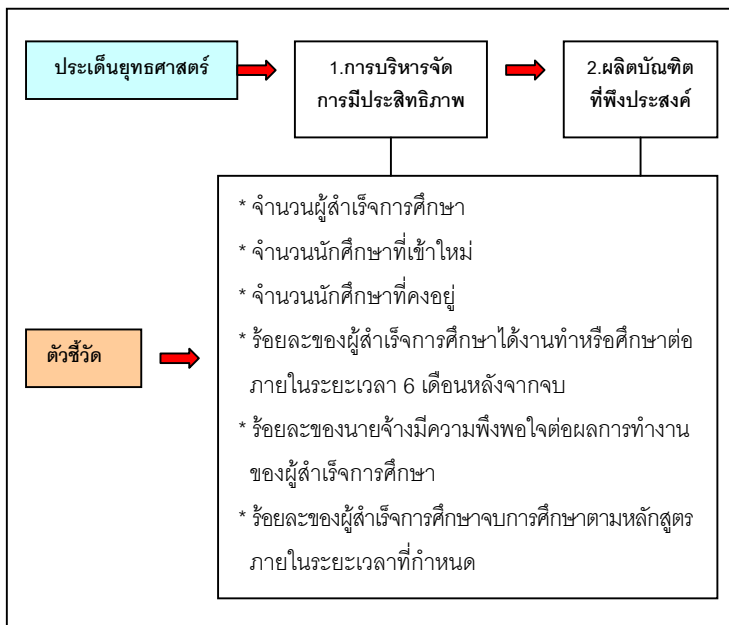 ประเด็นยุทธศาสตร์
1.การบริหารจัด
การมีประสิทธิภาพ
2.ผลิตบัณฑิต
ที่พึงประสงค์
* จำนวนผู้สำเร็จการศึกษา
* จำนวนนักศึกษาที่เข้าใหม่
* จำนวนนักศึกษาที่คงอยู่
ตัวชี้วัด
* ร้อยละของผู้สำเร็จการศึกษาได้งานทำหรือศึกษาต่อ
ภายในระยะเวลา 6 เดือนหลังจากจบ
* ร้อยละของนายจ้างมีความพึงพอใจต่อผลการทำงาน
ของผู้สำเร็จการศึกษา
* ร้อยละของผู้สำเร็จการศึกษาจบการศึกษาตามหลักสูตร
ภายในระยะเวลาที่กำหนด